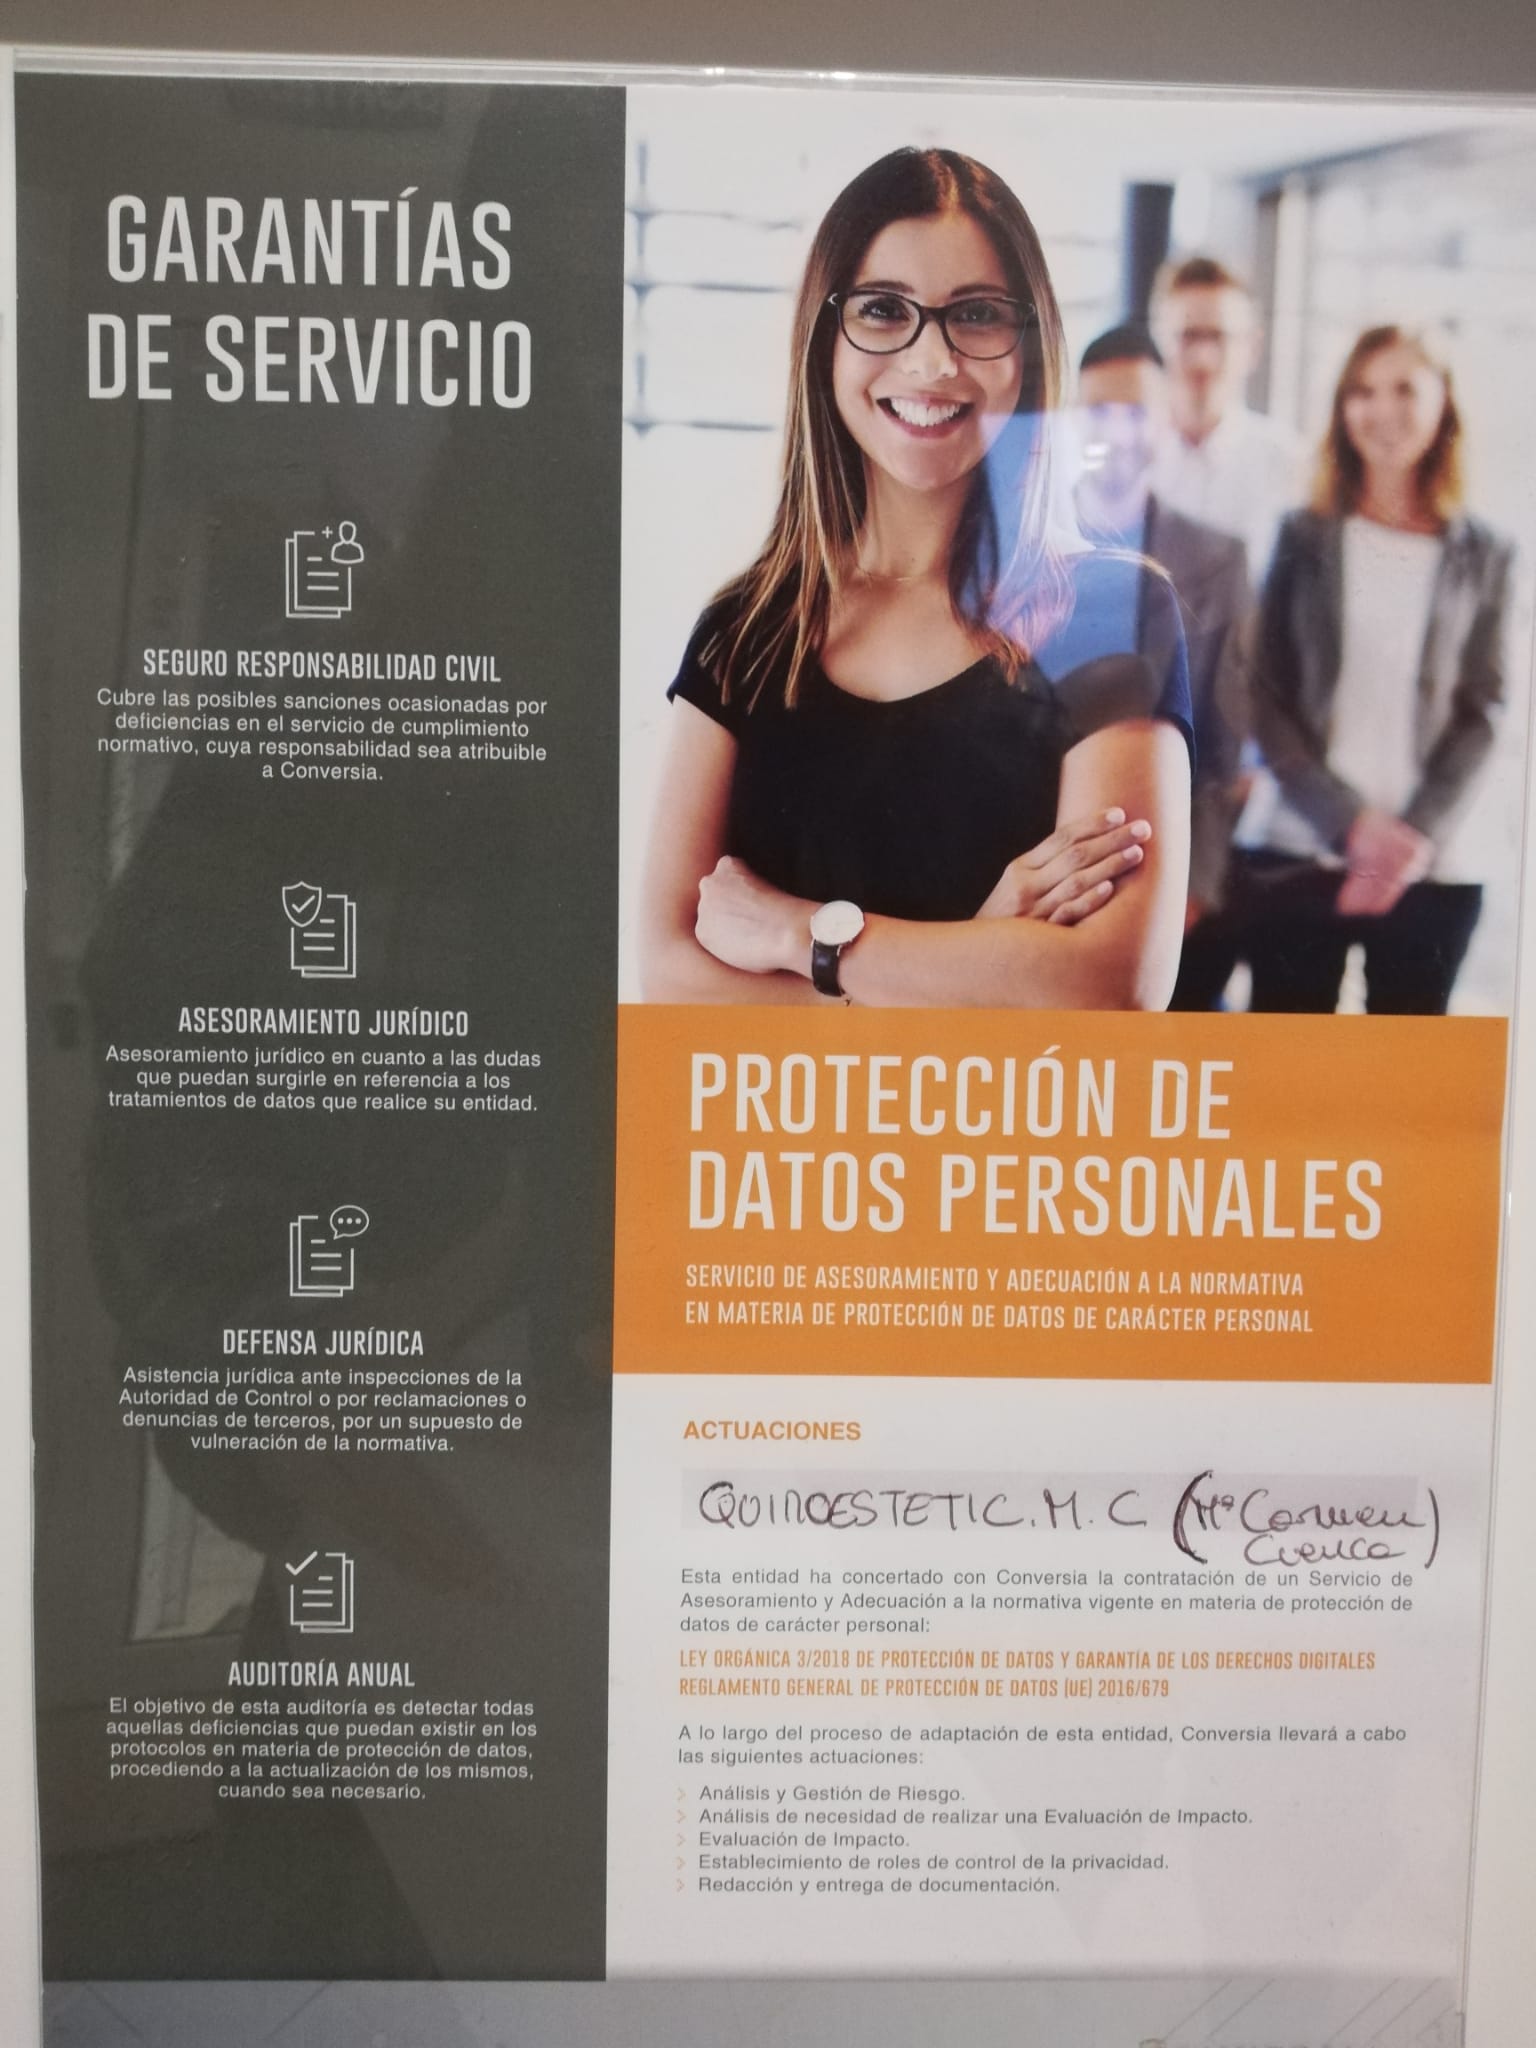 GARANTÍAS
DE SERVICIO
SEGURO RESPONSABILIDAD CIVIL
Cubre las posibles sanciones ocasionadas por
deficiencias en el servicio de cumplimiento
normativo, cuya responsabilidad sea atribuible
a Conversia.
ASESORAMIENTO JURÍDICO
Asesoramiento jurídico en cuanto a las dudas
que puedan surgirle en referencia a los
tratamientos de datos que realice su entidad.
DEFENSA JURÍDICA
Asistencia jurídica ante inspecciones de la
Autoridad de Control o por reclamaciones o
denuncias de terceros, por un supuesto de
vulneración de la normativa.
AUDITORÍA ANUAL
El objetivo de esta auditoría es detectar todas
aquellas deficiencias que puedan existir en los
protocolos en materia de protección de datos,
procediendo a la actualización de los mismos,
cuando sea necesario.
PROTECCIÓN DE
DATOS PERSONALES
SERVICIO DE ASESORAMIENTO Y ADECUACIÓN A LA NORMATIVA
EN MATERIA DE PROTECCIÓN DE DATOS DE CARÁCTER PERSONAL
ACTUACIONES
QUIROESTETIC. M. C (Mª Carmen
Cuenca)
Esta entidad ha concertado con Conversia la contratación de un Servicio de
Asesoramiento y Adecuación a la normativa vigente en materia de protección de
datos de carácter personal:
LEY ORGÁNICA 3/2018 DE PROTECCIÓN DE DATOS Y GARANTÍA DE LOS DERECHOS DIGITALES
REGLAMENTO GENERAL DE PROTECCIÓN DE DATOS (UE) 2016/679
A lo largo del proceso de adaptación de esta entidad, Conversia llevará a cabo
las siguientes actuaciones:
Análisis y Gestión de Riesgo.
Análisis de necesidad de realizar una Evaluación de Impacto.
Evaluación de Impacto.
Establecimiento de roles de control de la privacidad.
Redacción y entrega de documentación.